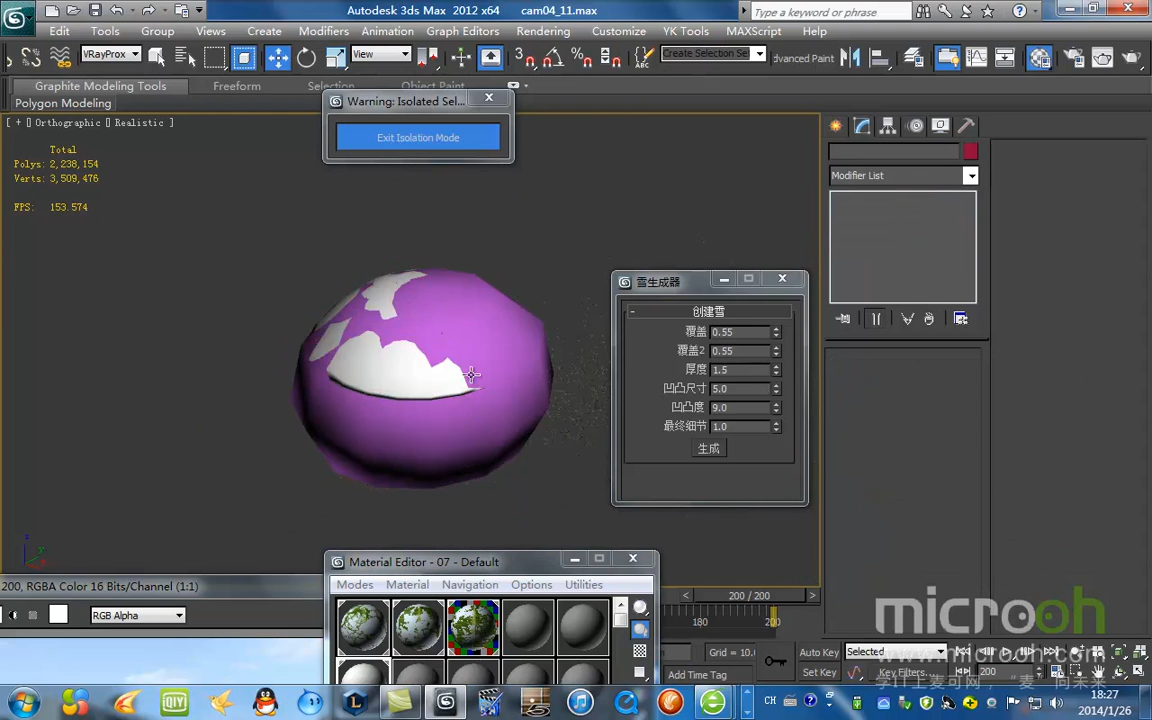 Autodesk 3ds Max 2012 x64 cam04_11.max
Type a keyword or phrase
Edit Tools Group Views Create Modifiers Animation Graph Editors Rendering Customize YK Tools MAXScript Help
VRayProx View Create Selection Se dvanced Paint
Graphite Modeling Tools Freeform Selection Object Paint
Polygon Modeling
Warning: Isolated Sel...
Exit Isolation Mode
[ + ] Orthographic [ Realistic ]
Total
Polys: 2,238,154
Verts: 3,509,476
FPS: 153.574
Modifier List
雪生成器
- 创建雪
覆盖 0.55
覆盖2 0.55
厚度 1.5
凹凸尺寸 5.0
凹凸度 9.0
最终细节 1.0
生成
Material Editor - 07 - Default
Modes Material Navigation Options Utilities
200, RGBA Color 16 Bits/Channel (1:1)
RGB Alpha
< 200 / 200 >
180 200
Grid = 10.
Add Time Tag
Auto Key Selected
Set Key Key Filters... 200
microoh
www.microoh.com
CH
18:27
2014/1/26